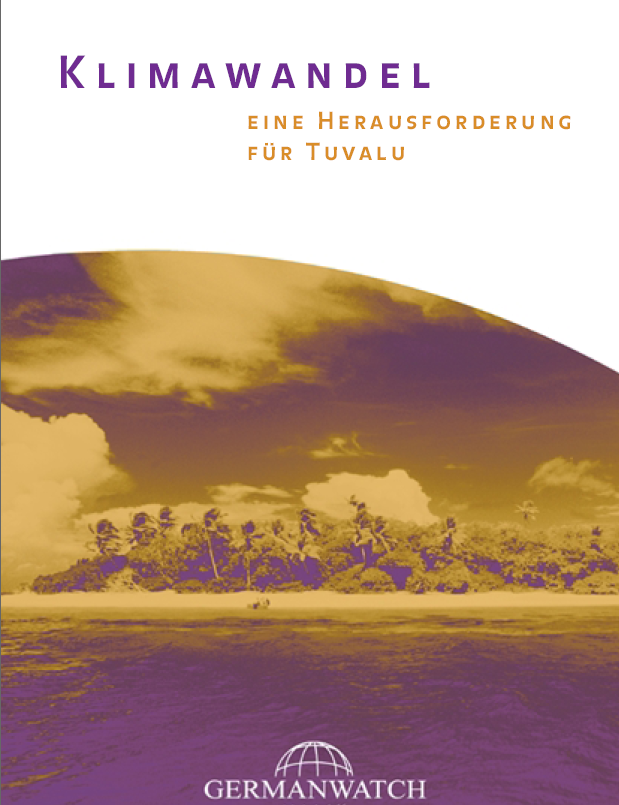 KLIMAWANDEL
EINE HERAUSFORDERUNG
FÜR TUVALU
GERMANWATCH